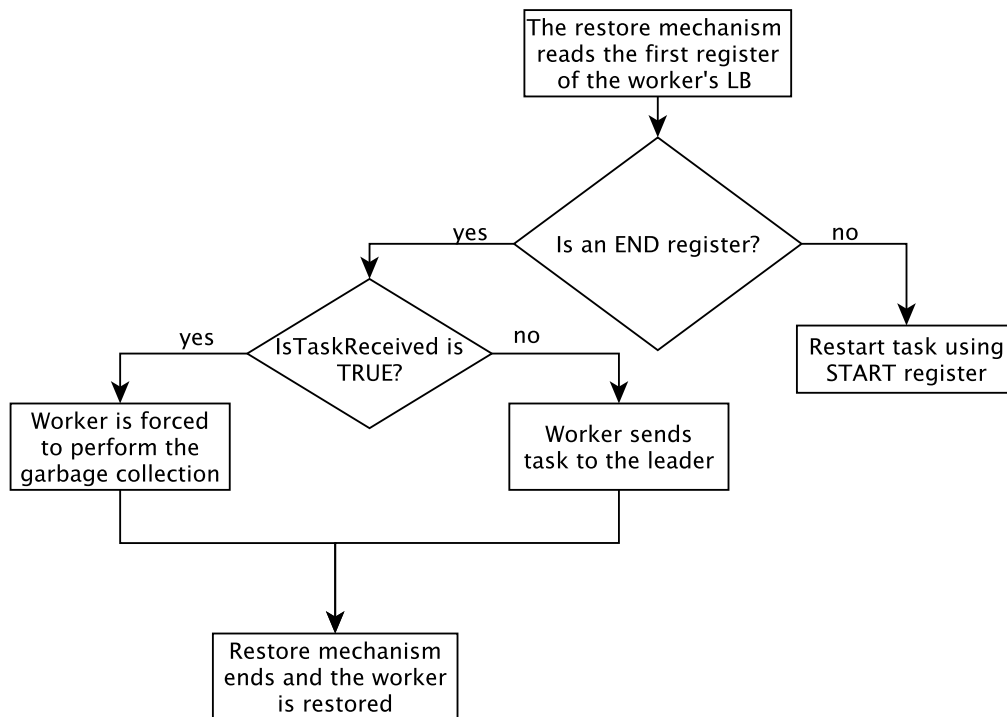 The restore mechanism
reads the first register
of the worker's LB
Is an END register?
yes
no
IsTaskReceived is
TRUE?
yes
no
Restart task using
START register
Worker is forced
to perform the
garbage collection
Worker sends
task to the leader
Restore mechanism
ends and the worker
is restored